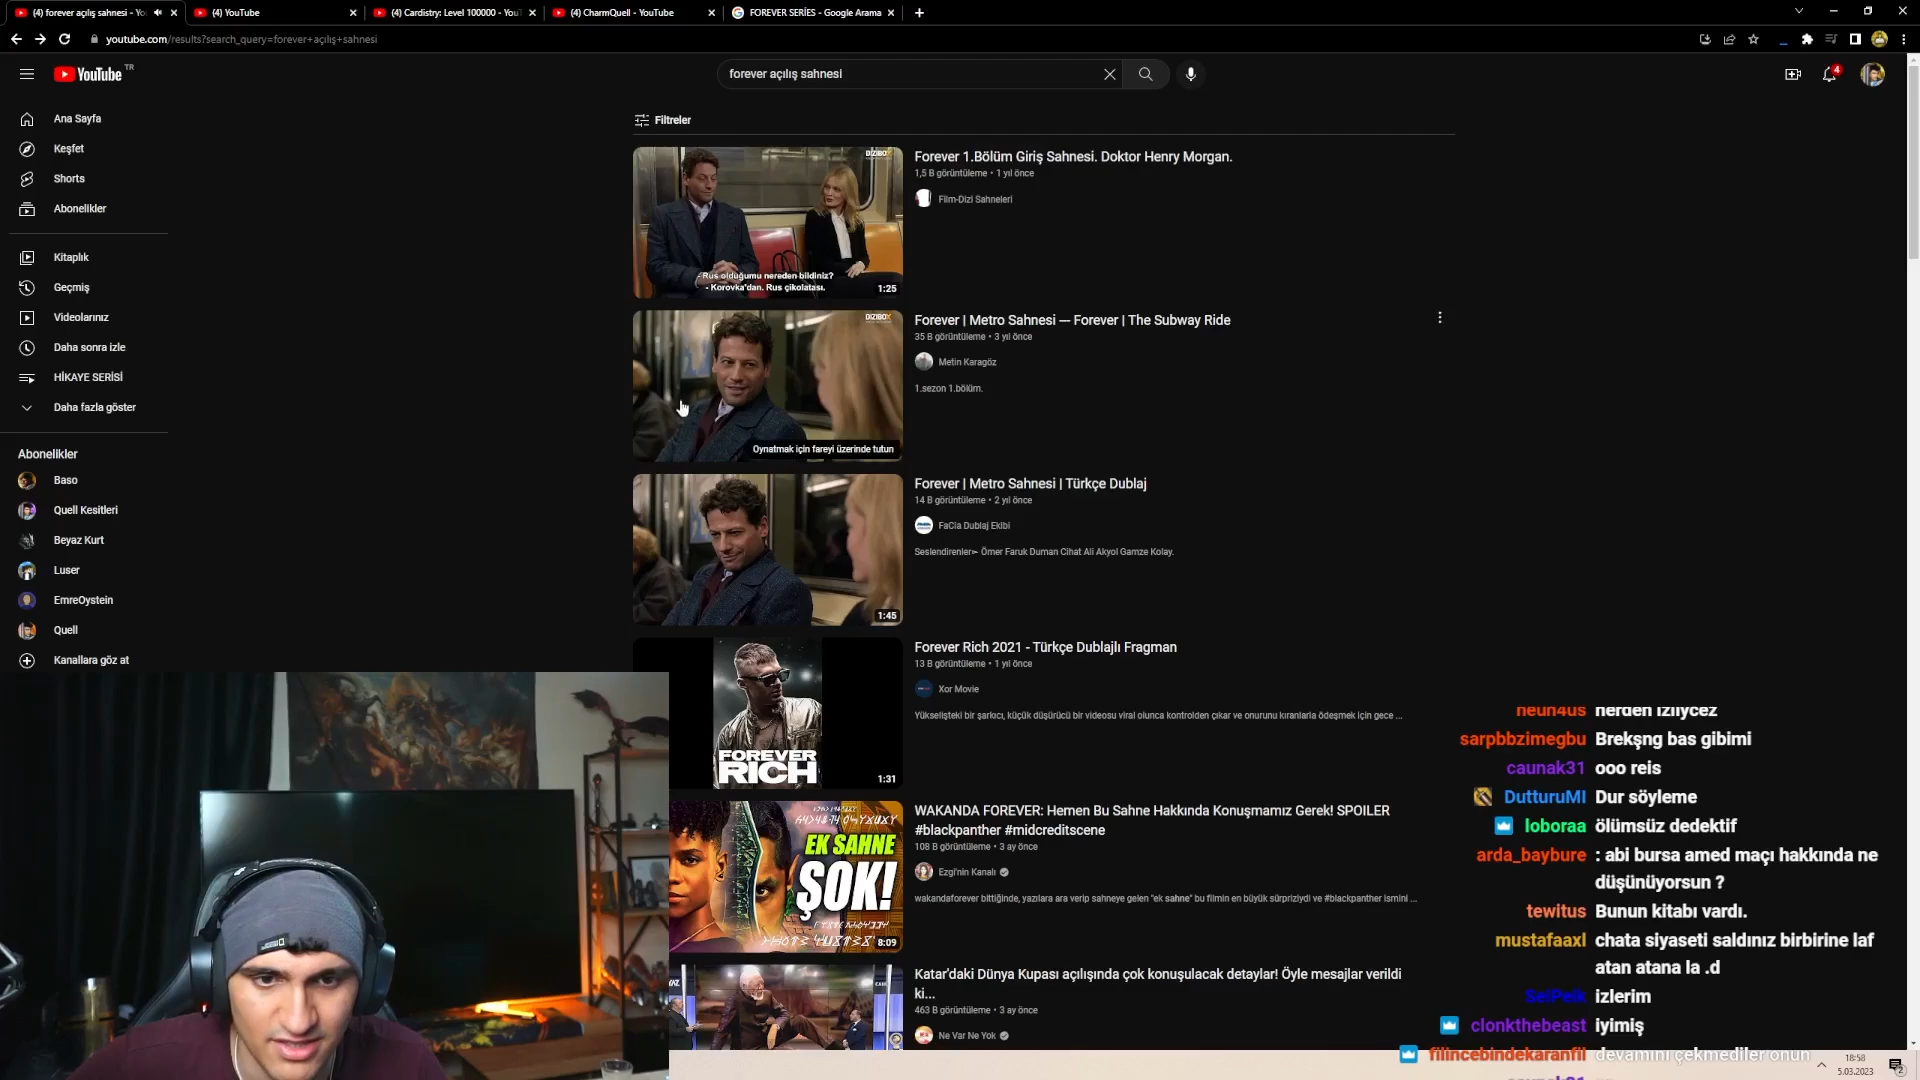 (4) forever açılış sahnesi - Yo
(4) YouTube
(4) Cardistry: Level 100000 - You
(4) CharmQuell - YouTube
FOREVER SERİES - Google Arama
youtube.com/results?search_query=forever+açılış+sahnesi
YouTube TR
forever açılış sahnesi
4
Ana Sayfa
Keşfet
Shorts
Abonelikler
Kitaplık
Geçmiş
Videolarınız
Daha sonra izle
HİKAYE SERİSİ
Daha fazla göster
Abonelikler
Baso
Quell Kesitleri
Beyaz Kurt
Luser
EmreOystein
Quell
Kanallara göz at
Filtreler
DIZIBOX
- Rus olduğumu nereden bildiniz?
- Korovka'dan. Rus çikolatası.
1:25
Forever 1.Bölüm Giriş Sahnesi. Doktor Henry Morgan.
1,5 B görüntüleme • 1 yıl önce
Film-Dizi Sahneleri
DIZIBOX
Oynatmak için fareyi üzerinde tutun
Forever | Metro Sahnesi --- Forever | The Subway Ride
35 B görüntüleme • 3 yıl önce
Metin Karagöz
1.sezon 1.bölüm.
1:45
Forever | Metro Sahnesi | Türkçe Dublaj
14 B görüntüleme • 2 yıl önce
FaCia Dublaj Ekibi
Seslendirenler➳ Ömer Faruk Duman Cihat Ali Akyol Gamze Kolay.
FOREVER
RICH
1:31
Forever Rich 2021 - Türkçe Dublajlı Fragman
13 B görüntüleme • 1 yıl önce
Xor Movie
Yükselişteki bir şarkıcı, küçük düşürücü bir videosu viral olunca kontrolden çıkar ve onurunu kıranlarla ödeşmek için gece ...
EK SAHNE
ŞOK!
8:09
WAKANDA FOREVER: Hemen Bu Sahne Hakkında Konuşmamız Gerek! SPOILER
#blackpanther #midcreditscene
108 B görüntüleme • 3 ay önce
Ezgi'nin Kanalı
wakandaforever bittiğinde, yazılara ara verip sahneye gelen "ek sahne" bu filmin en büyük sürpriziydi ve #blackpanther ismini ...
Katar'daki Dünya Kupası açılışında çok konuşulacak detaylar! Öyle mesajlar verildi
ki...
463 B görüntüleme • 3 ay önce
Ne Var Ne Yok
neun4us nerden izliycez
sarpbbzimegbu Brekşng bas gibimi
caunak31 ooo reis
DutturuMl Dur söyleme
loboraa ölümsüz dedektif
arda_baybure : abi bursa amed maçı hakkında ne
düşünüyorsun ?
tewitus Bunun kitabı vardı.
mustafaaxl chata siyaseti saldınız birbirine laf
atan atana la .d
SeiPeik izlerim
clonkthebeast iyimiş
filincebindekaranfil devamını çekmediler onun
18:58
5.03.2023
2